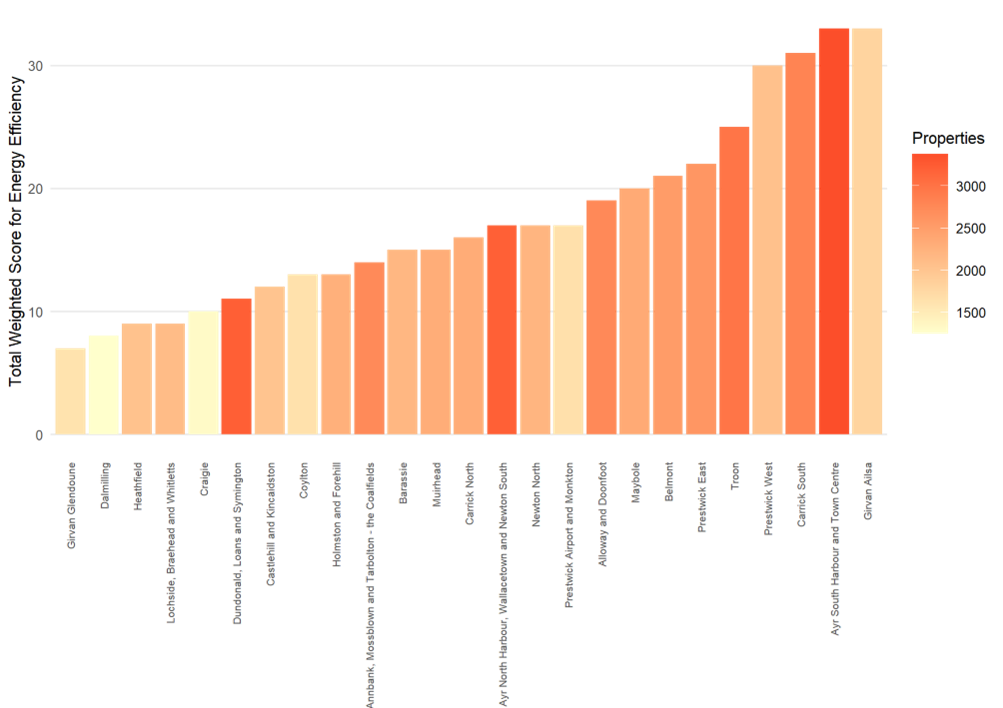 Total Weighted Score for Energy Efficiency
30
20
10
0
Girvan Glendoune
Dalmilling
Heathfield
Lochside, Braehead and Whitletts
Craigie
Dundonald, Loans and Symington
Castlehill and Kincaidston
Coylton
Holmston and Forehill
Annbank, Mossblown and Tarbolton - the Coalfields
Barassie
Muirhead
Carrick North
Ayr North Harbour, Wallacetown and Newton South
Newton North
Prestwick Airport and Monkton
Alloway and Doonfoot
Maybole
Belmont
Prestwick East
Troon
Prestwick West
Carrick South
Ayr South Harbour and Town Centre
Girvan Ailsa
Properties
3000
2500
2000
1500